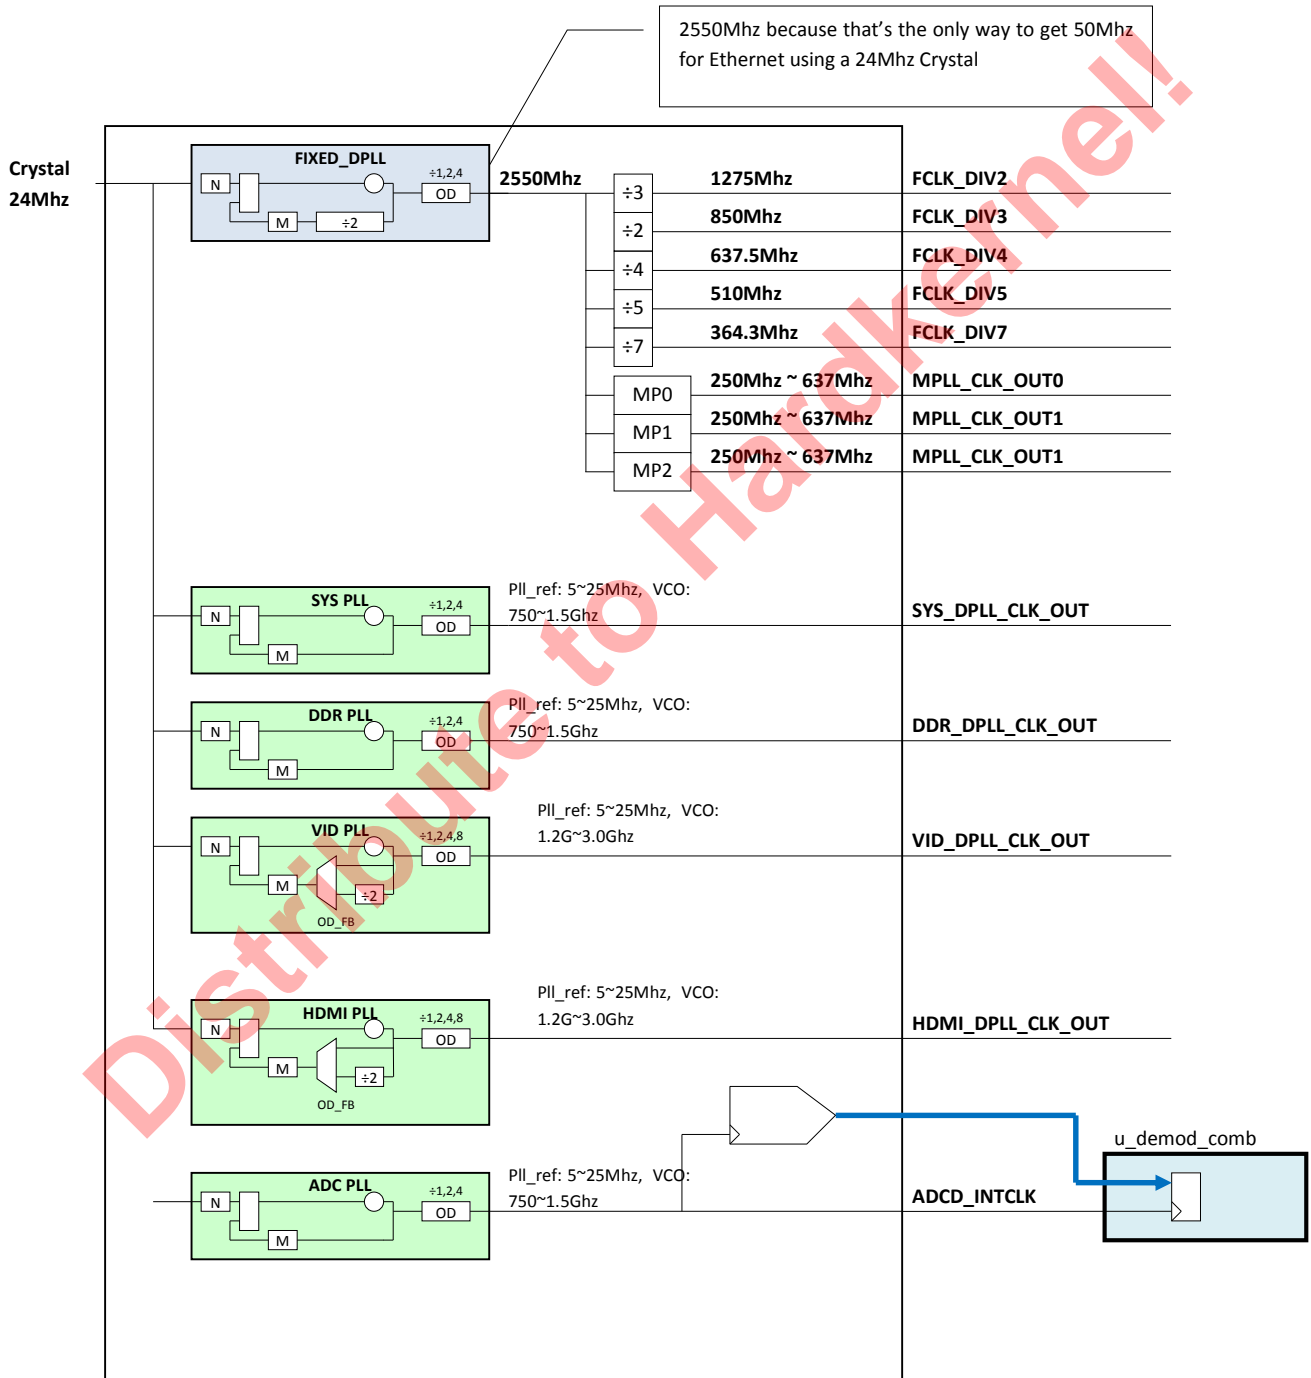 2550Mhz because that’s the only way to get 50Mhz
for Ethernet using a 24Mhz Crystal
Crystal
24Mhz
FIXED_DPLL
N
M
÷2
÷1,2,4
OD
2550Mhz
÷3
1275Mhz
FCLK_DIV2
÷2
850Mhz
FCLK_DIV3
÷4
637.5Mhz
FCLK_DIV4
÷5
510Mhz
FCLK_DIV5
÷7
364.3Mhz
FCLK_DIV7
MP0
250Mhz ~ 637Mhz
MPLL_CLK_OUT0
MP1
250Mhz ~ 637Mhz
MPLL_CLK_OUT1
MP2
250Mhz ~ 637Mhz
MPLL_CLK_OUT1
SYS PLL
N
M
÷1,2,4
OD
Pll_ref: 5~25Mhz, VCO:
750~1.5Ghz
SYS_DPLL_CLK_OUT
DDR PLL
N
M
÷1,2,4
OD
Pll_ref: 5~25Mhz, VCO:
750~1.5Ghz
DDR_DPLL_CLK_OUT
VID PLL
N
M
÷2
OD_FB
÷1,2,4,8
OD
Pll_ref: 5~25Mhz, VCO:
1.2G~3.0Ghz
VID_DPLL_CLK_OUT
HDMI PLL
N
M
÷2
OD_FB
÷1,2,4,8
OD
Pll_ref: 5~25Mhz, VCO:
1.2G~3.0Ghz
HDMI_DPLL_CLK_OUT
ADC PLL
N
M
÷1,2,4
OD
Pll_ref: 5~25Mhz, VCO:
750~1.5Ghz
ADCD_INTCLK
u_demod_comb
Distribute to Hardkernel!